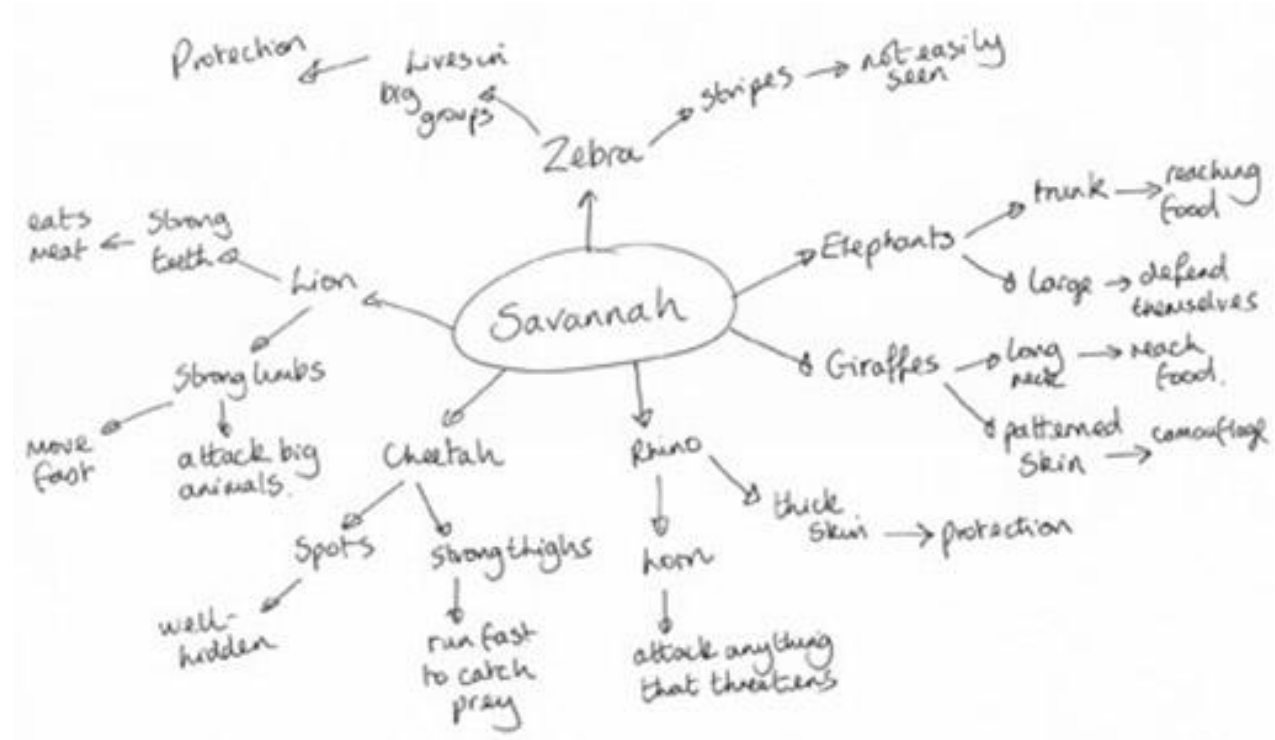 Savannah
Zebra
Lives in
big
groups
Protection
stripes
not easily
seen
Elephants
trunk
reaching
food
large
defend
themselves
Giraffes
long
neck
reach
food.
patterned
skin
camouflage
Rhino
thick
skin
protection
horn
attack anything
that threatens
Cheetah
strong thighs
run fast
to catch
prey
Spots
well-
hidden
Lion
Strong limbs
attack big
animals.
move
fast
Strong
teeth
eats
meat